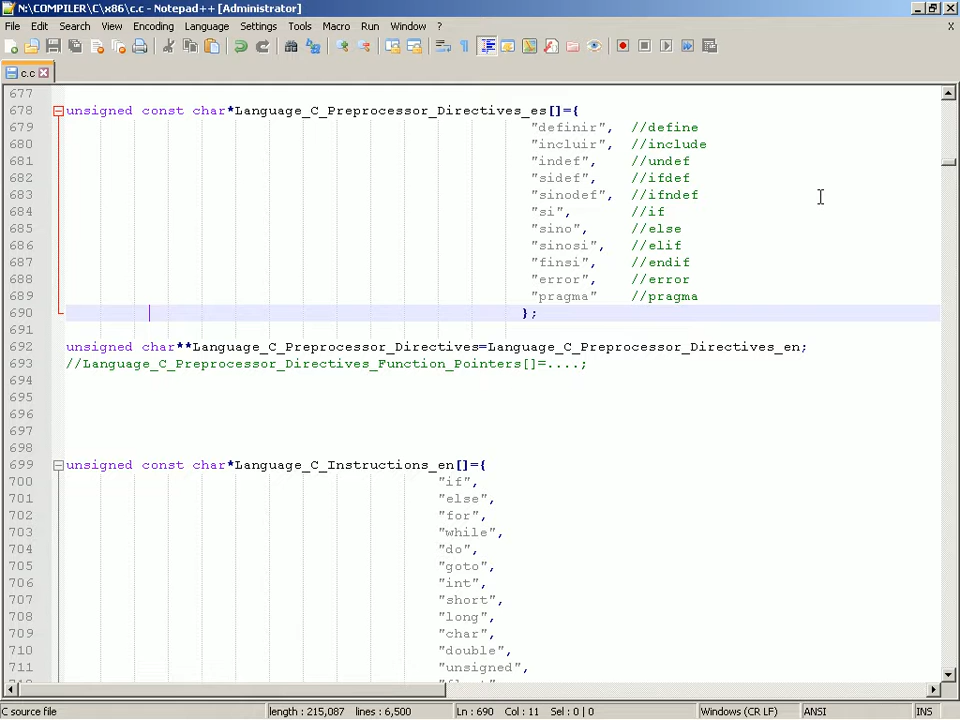 N:\COMPILER\C\x86\c.c - Notepad++ [Administrator]
File Edit Search View Encoding Language Settings Tools Macro Run Window ? X
c.c
677
678 unsigned const char*Language_C_Preprocessor_Directives_es[]={
679 "definir", //define
680 "incluir", //include
681 "indef", //undef
682 "sidef", //ifdef
683 "sinodef", //ifndef
684 "si", //if
685 "sino", //else
686 "sinosi", //elif
687 "finsi", //endif
688 "error", //error
689 "pragma" //pragma
690 };
691
692 unsigned char**Language_C_Preprocessor_Directives=Language_C_Preprocessor_Directives_en;
693 //Language_C_Preprocessor_Directives_Function_Pointers[]=....;
694
695
696
697
698
699 unsigned const char*Language_C_Instructions_en[]={
700 "if",
701 "else",
702 "for",
703 "while",
704 "do",
705 "goto",
706 "int",
707 "short",
708 "long",
709 "char",
710 "double",
711 "unsigned",
C source file length : 215,087 lines : 6,500 Ln : 690 Col : 11 Sel : 0 | 0 Windows (CR LF) ANSI INS